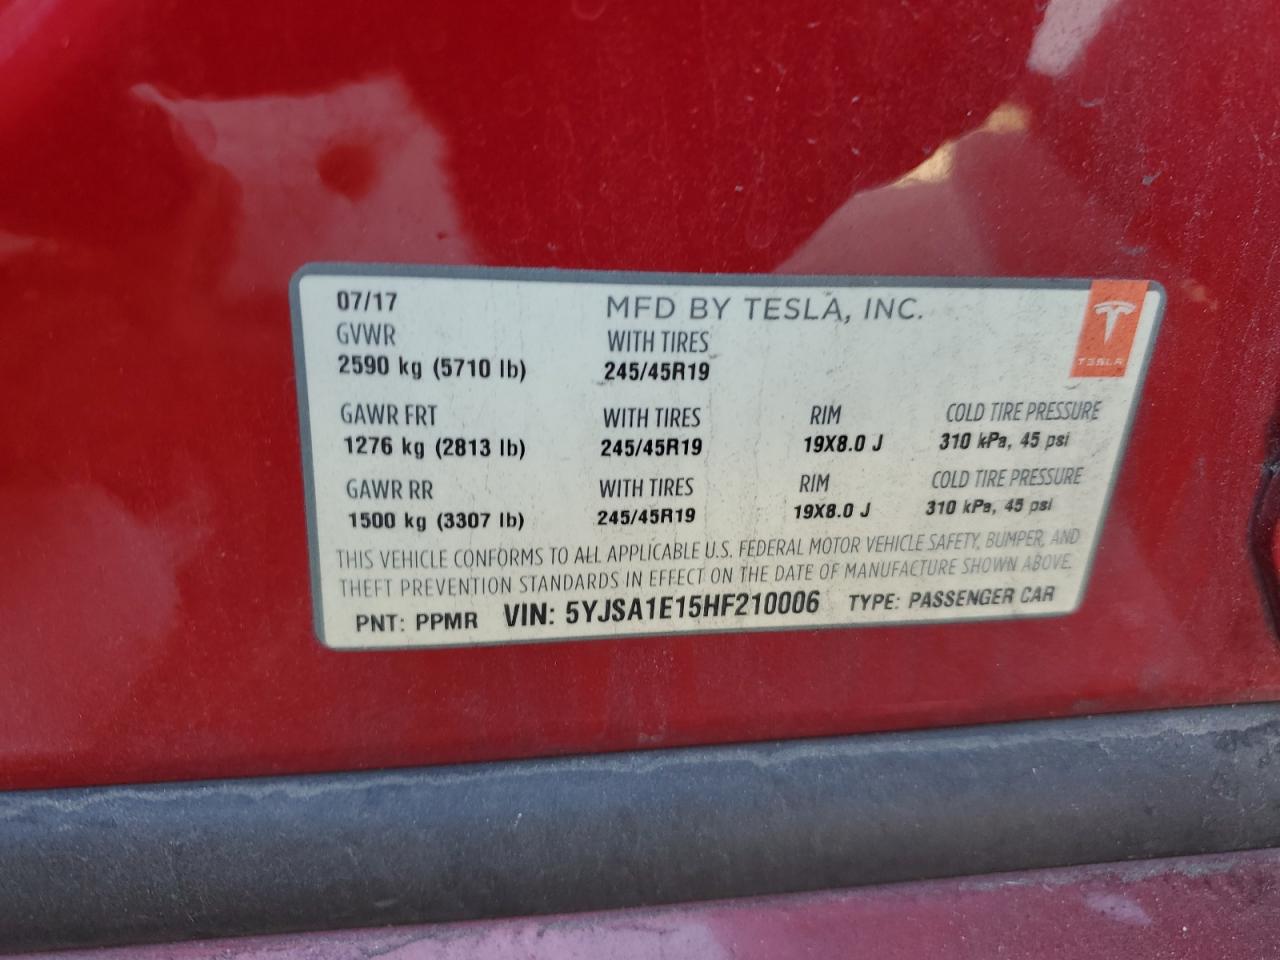 07/17 MFD BY TESLA, INC.
GVWR WITH TIRES
2590 kg (5710 lb) 245/45R19
TESLA
GAWR FRT WITH TIRES RIM COLD TIRE PRESSURE
1276 kg (2813 lb) 245/45R19 19X8.0 J 310 kPa, 45 psi
GAWR RR WITH TIRES RIM COLD TIRE PRESSURE
1500 kg (3307 lb) 245/45R19 19X8.0 J 310 kPa, 45 psi
THIS VEHICLE CONFORMS TO ALL APPLICABLE U.S. FEDERAL MOTOR VEHICLE SAFETY, BUMPER, AND
THEFT PREVENTION STANDARDS IN EFFECT ON THE DATE OF MANUFACTURE SHOWN ABOVE.
PNT: PPMR VIN: 5YJSA1E15HF210006 TYPE: PASSENGER CAR